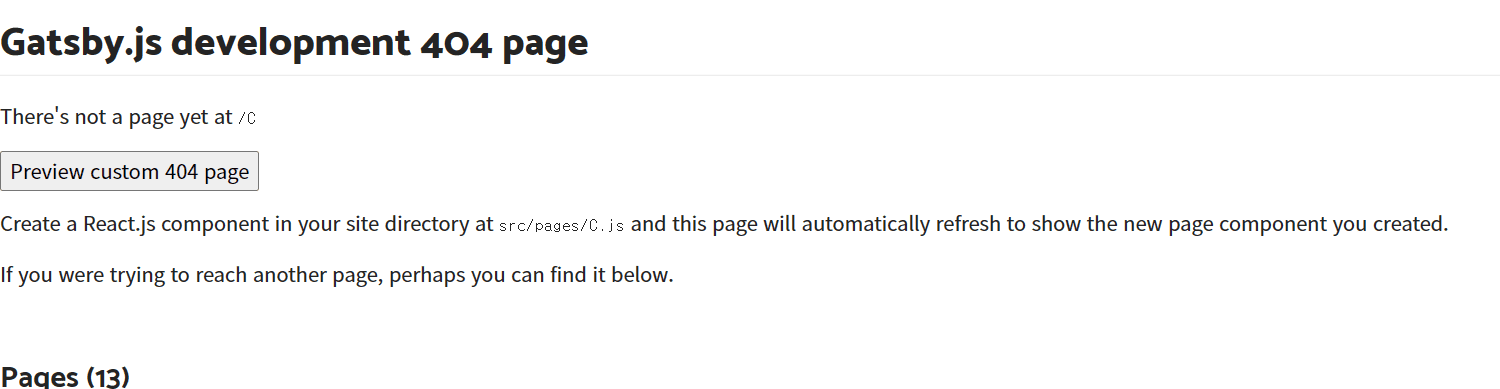 Gatsby.js development 404 page
There's not a page yet at /C
Preview custom 404 page
Create a React.js component in your site directory at src/pages/C.js and this page will automatically refresh to show the new page component you created.
If you were trying to reach another page, perhaps you can find it below.
Pages (13)